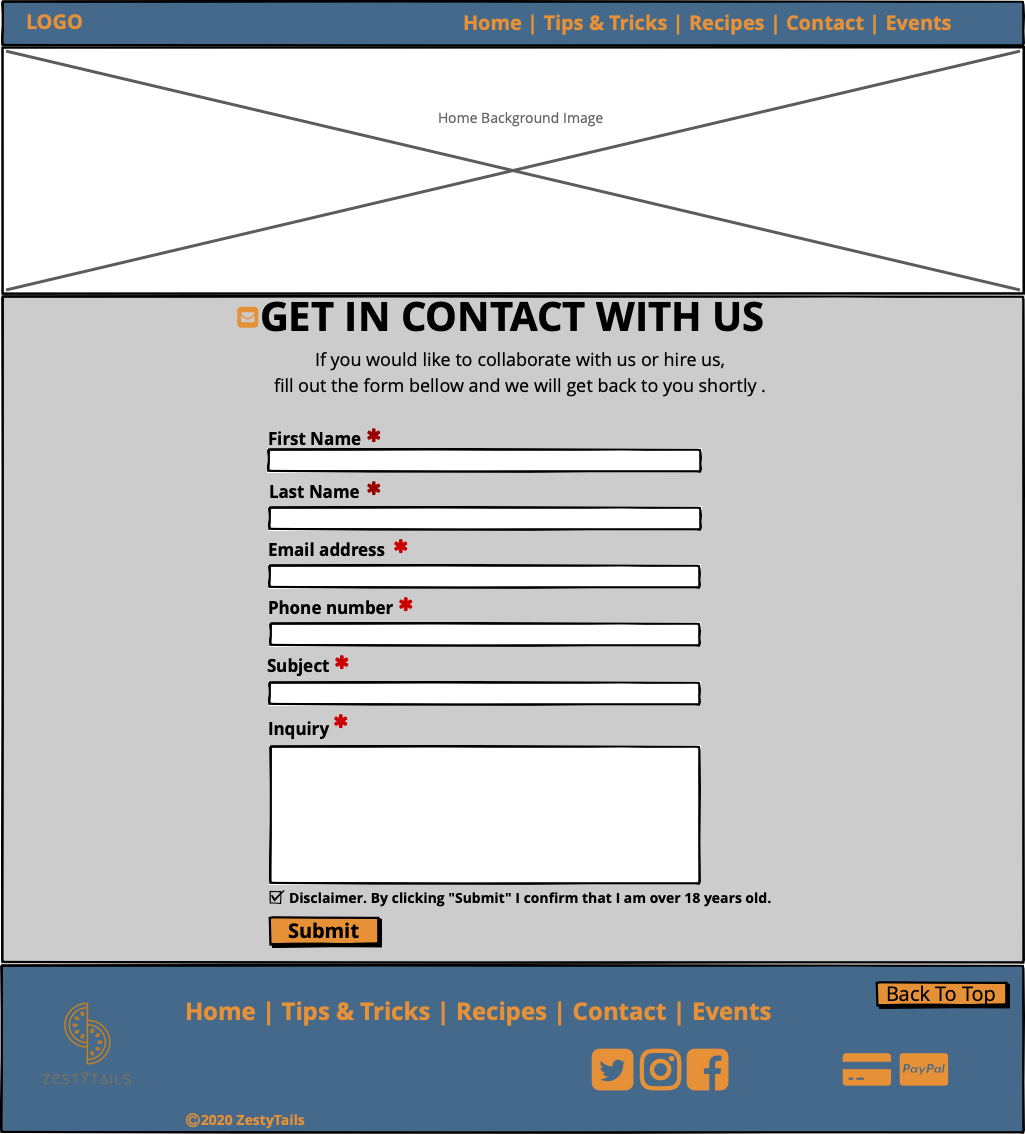 LOGO
Home | Tips & Tricks | Recipes | Contact | Events
Home Background Image
GET IN CONTACT WITH US
If you would like to collaborate with us or hire us,
fill out the form bellow and we will get back to you shortly .
First Name *
Last Name *
Email address *
Phone number *
Subject *
Inquiry *
Disclaimer. By clicking "Submit" I confirm that I am over 18 years old.
Submit
Back To Top
Home | Tips & Tricks | Recipes | Contact | Events
PayPal
ZESTYTAILS
©2020 ZestyTails